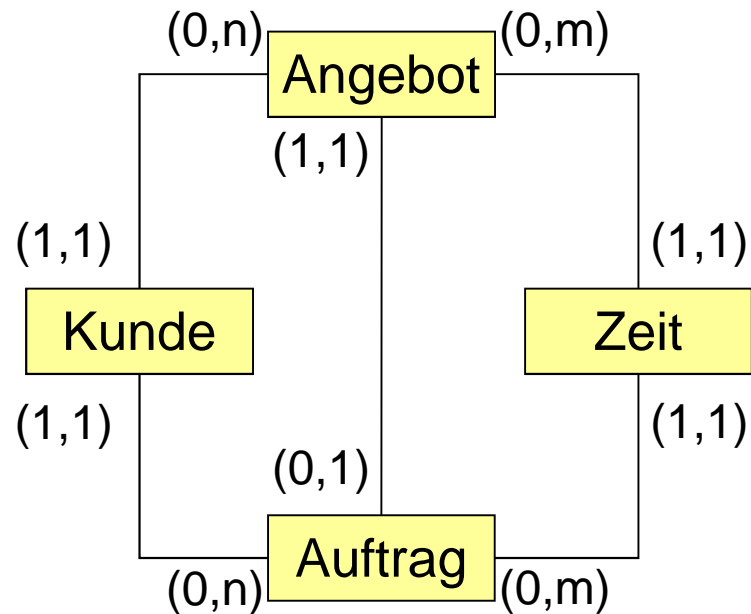 (0,n)
(0,m)
Angebot
(1,1)
(1,1)
(1,1)
Kunde
Zeit
(1,1)
(1,1)
(0,1)
Auftrag
(0,n)
(0,m)